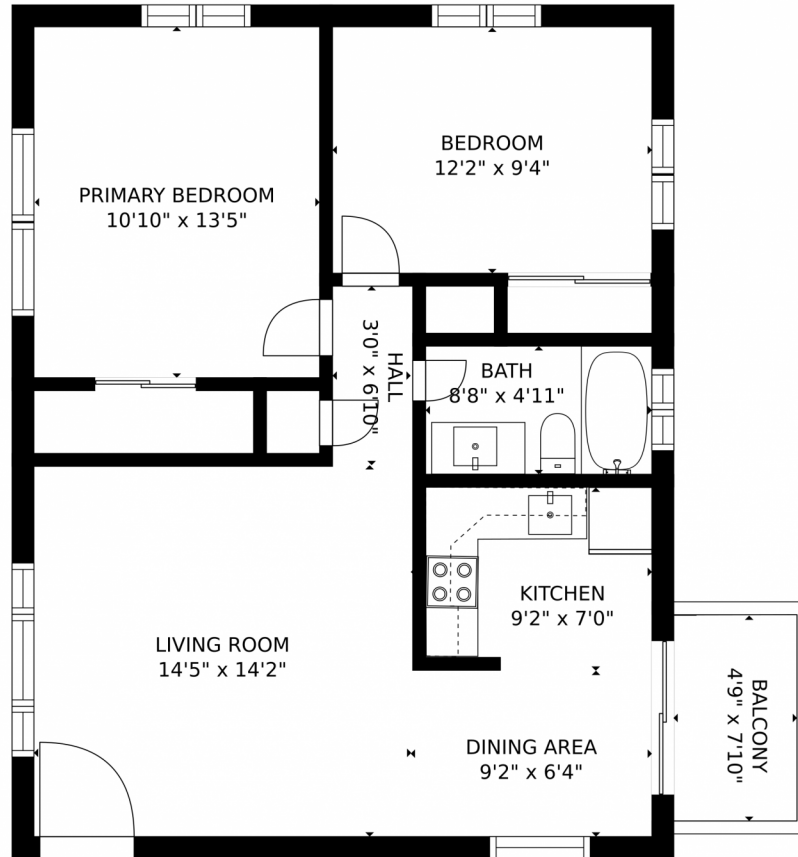 BEDROOM
12'2" x 9'4"
PRIMARY BEDROOM
10'10" x 13'5"
HALL
3'0" x 6'10"
BATH
8'8" x 4'11"
KITCHEN
9'2" x 7'0"
LIVING ROOM
14'5" x 14'2"
BALCONY
4'9" x 7'10"
DINING AREA
9'2" x 6'4"